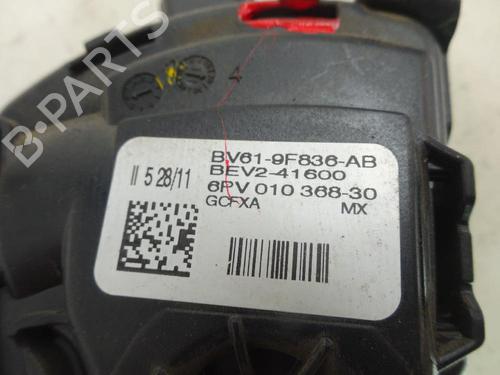 BV61-9F836-AB
BEV2-41600
II 5 28/11
6PV 010 368-30
GCFXA MX
B-PARTS